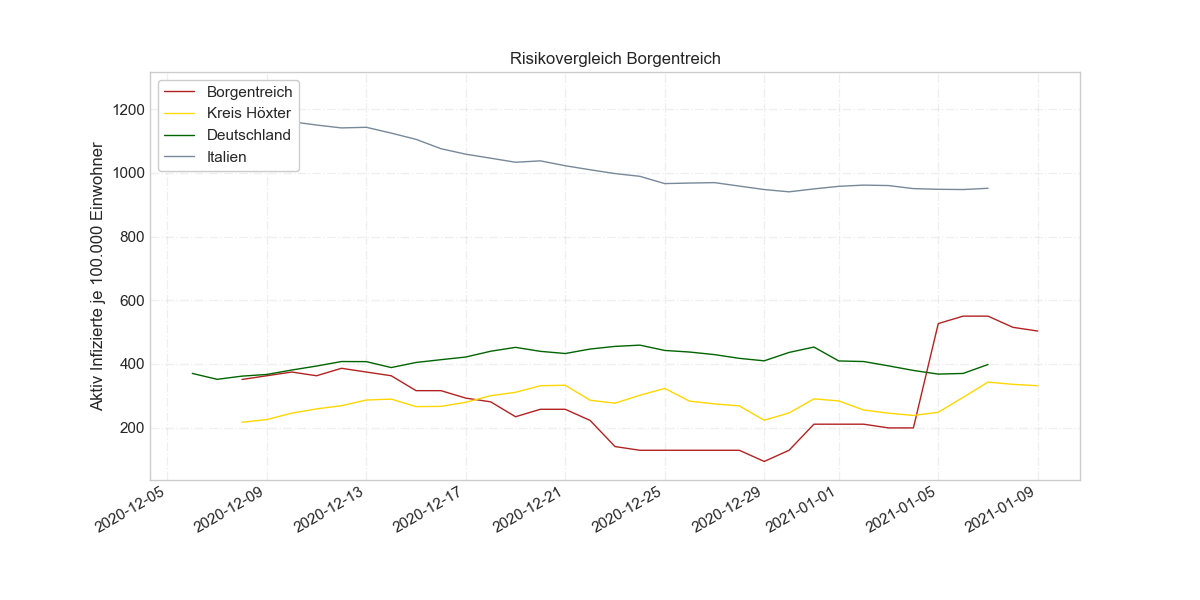 Risikovergleich Borgentreich
Borgentreich
Kreis Höxter
Deutschland
Italien
Aktiv Infizierte je 100.000 Einwohner
1200
1000
800
600
400
200
2020-12-05
2020-12-09
2020-12-13
2020-12-17
2020-12-21
2020-12-25
2020-12-29
2021-01-01
2021-01-05
2021-01-09